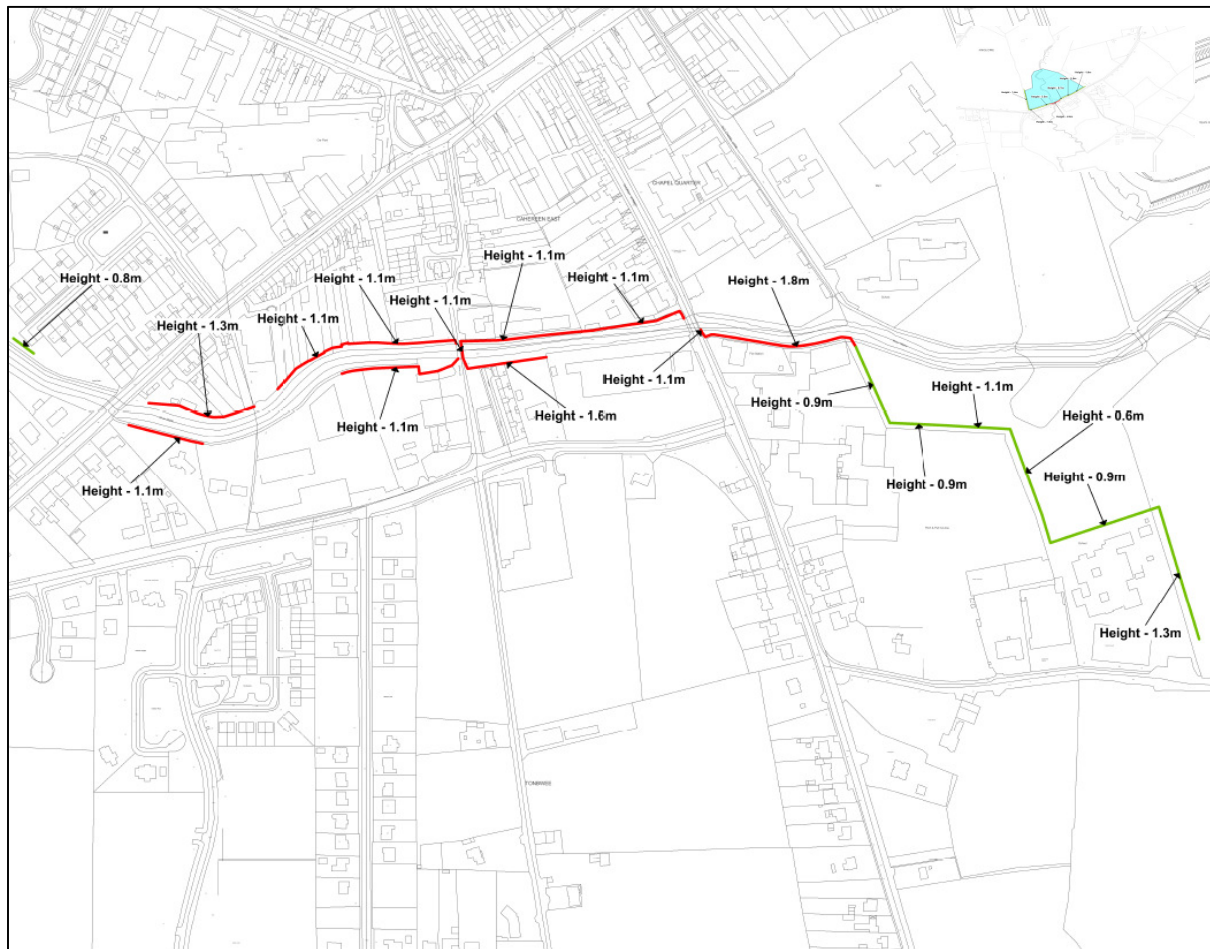 CHAPEL QUARTER
CAHEREEN EAST
Height - 0.8m
Height - 1.1m
Height - 1.1m
Height - 1.1m
Height - 1.1m
Height - 1.8m
Height - 1.3m
Height - 1.1m
Height - 1.1m
Height - 1.1m
Height - 0.9m
Height - 1.6m
Height - 1.1m
Height - 0.6m
Height - 1.1m
Height - 0.9m
Height - 0.9m
Height - 1.3m